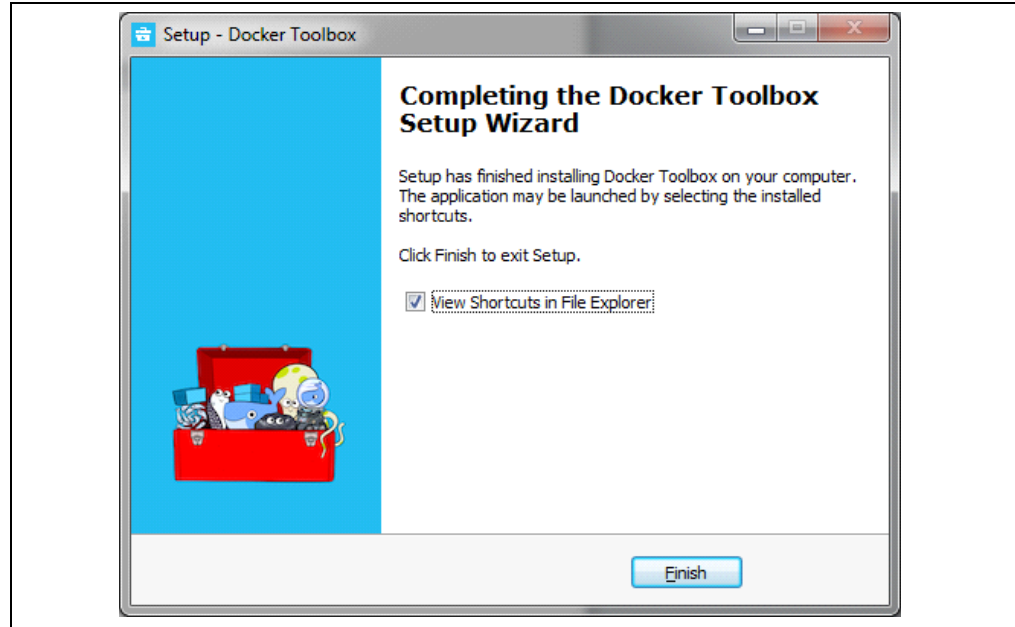 Setup - Docker Toolbox
Completing the Docker Toolbox
Setup Wizard
Setup has finished installing Docker Toolbox on your computer.
The application may be launched by selecting the installed
shortcuts.
Click Finish to exit Setup.
View Shortcuts in File Explorer
Finish